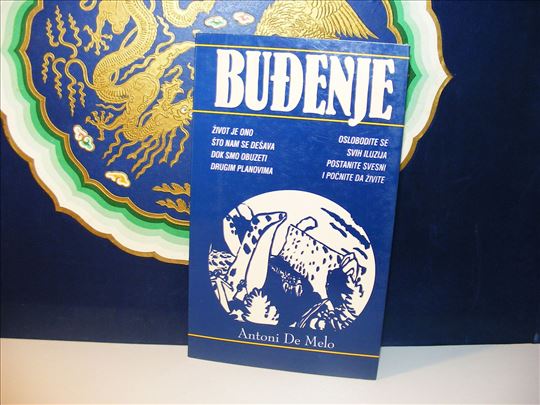 BUĐENJE
ŽIVOT JE ONO
ŠTO NAM SE DEŠAVA
DOK SMO OBUZETI
DRUGIM PLANOVIMA
OSLOBODITE SE
SVIH ILUZIJA
POSTANITE SVESNI
I POČNITE DA ŽIVITE
Antoni De Melo